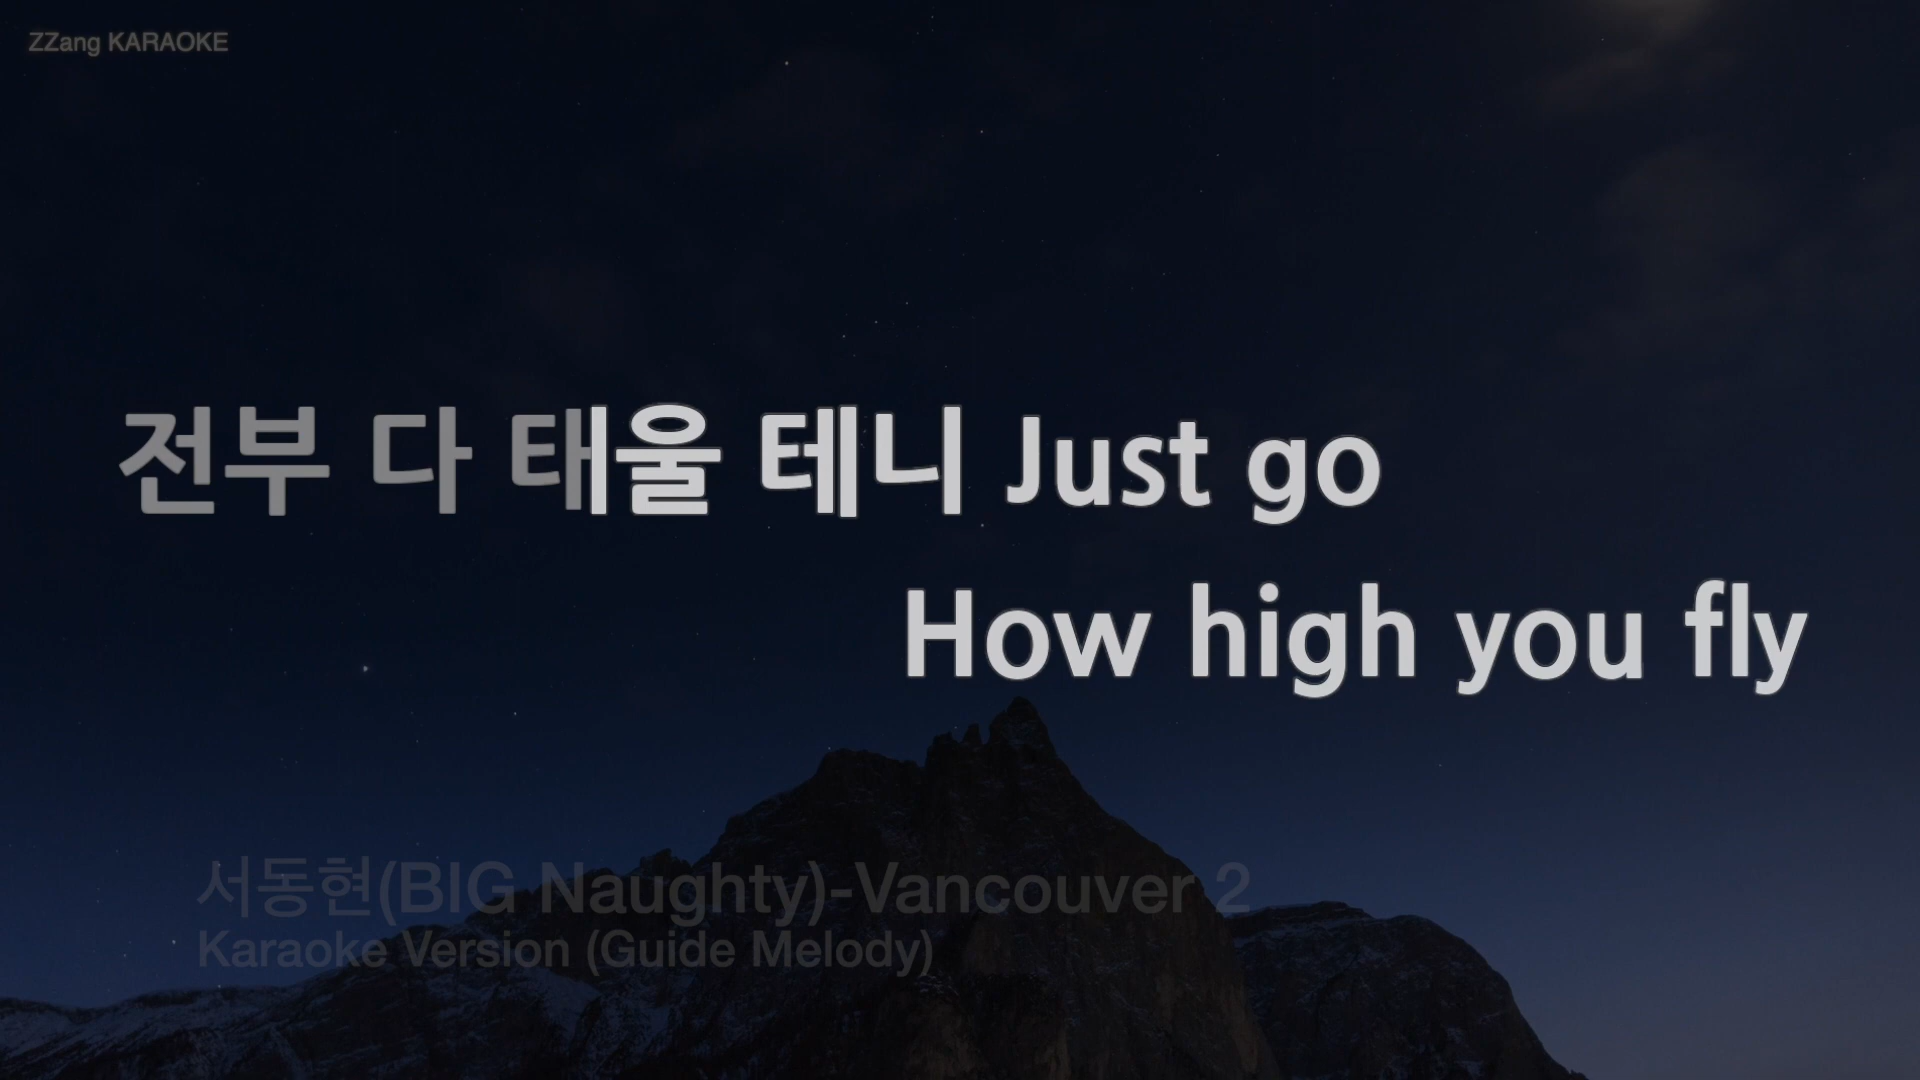 ZZang KARAOKE
전부 다 태울 테니 Just go
How high you fly
서동현(BIG Naughty)-Vancouver 2
Karaoke Version (Guide Melody)